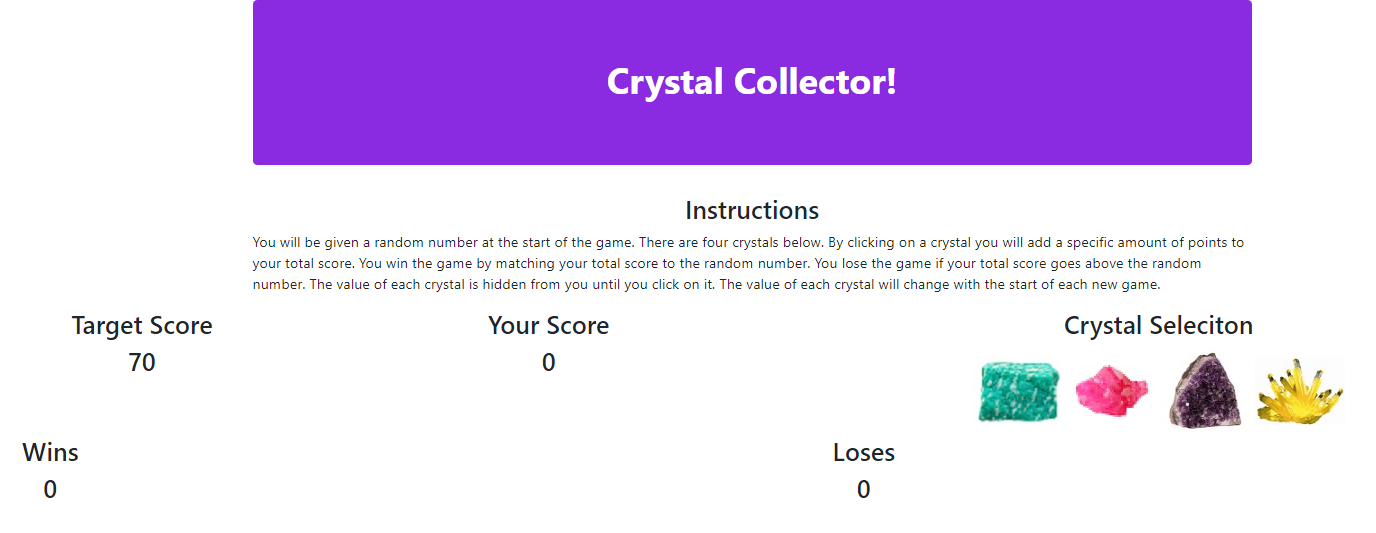 Crystal Collector!
Instructions
You will be given a random number at the start of the game. There are four crystals below. By clicking on a crystal you will add a specific amount of points to
your total score. You win the game by matching your total score to the random number. You lose the game if your total score goes above the random
number. The value of each crystal is hidden from you until you click on it. The value of each crystal will change with the start of each new game.
Target Score
70
Your Score
0
Crystal Seleciton
Wins
0
Loses
0